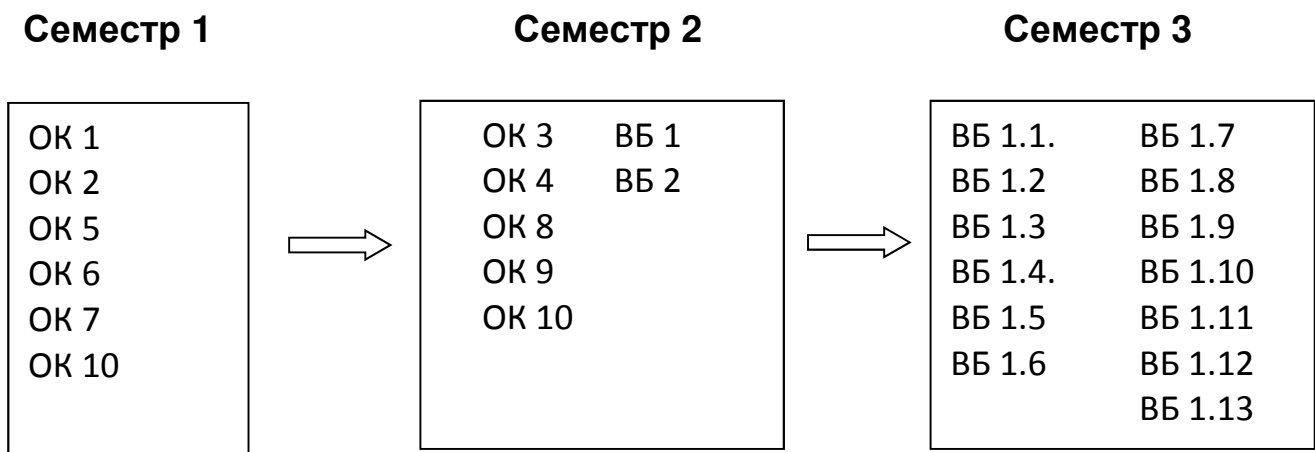 Семестр 1
Семестр 2
Семестр 3
ОК 1
ОК 2
ОК 5
ОК 6
ОК 7
ОК 10
ОК 3 ВБ 1
ОК 4 ВБ 2
ОК 8
ОК 9
ОК 10
ВБ 1.1. ВБ 1.7
ВБ 1.2 ВБ 1.8
ВБ 1.3 ВБ 1.9
ВБ 1.4. ВБ 1.10
ВБ 1.5 ВБ 1.11
ВБ 1.6 ВБ 1.12
ВБ 1.13